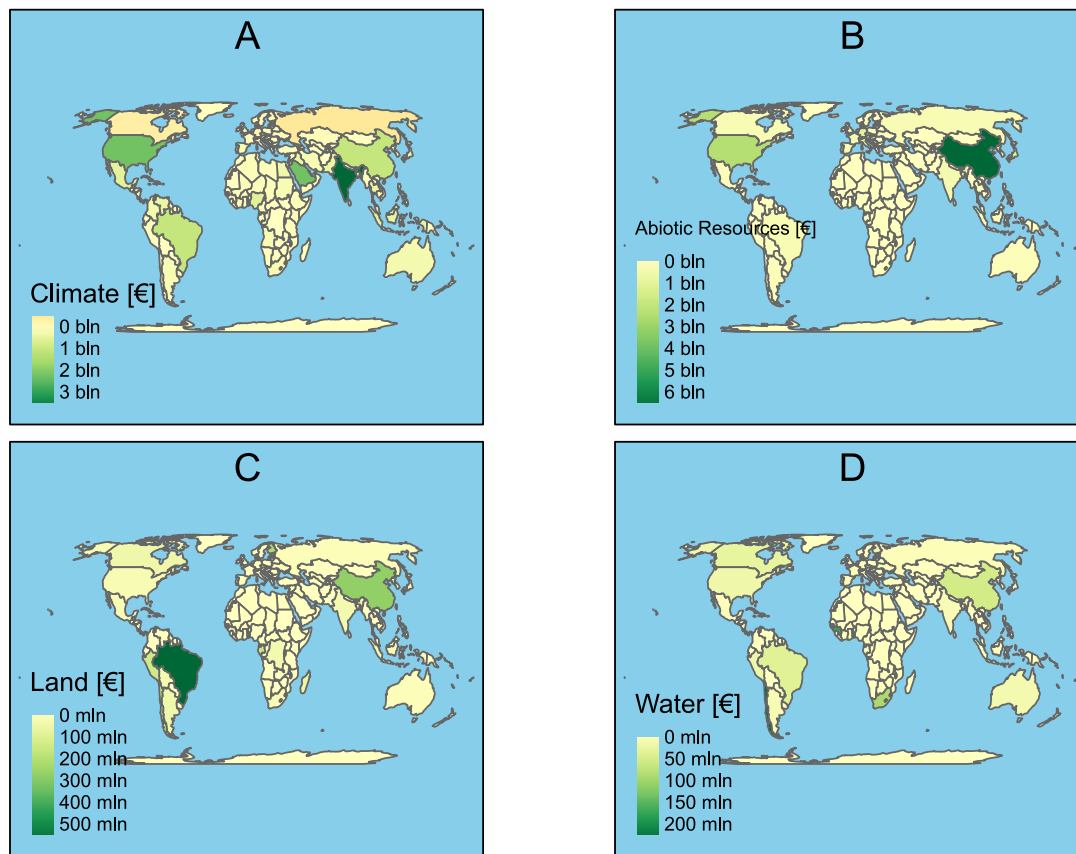 A
Climate [€]
0 bln
1 bln
2 bln
3 bln
B
Abiotic Resources [€]
0 bln
1 bln
2 bln
3 bln
4 bln
5 bln
6 bln
C
Land [€]
0 mln
100 mln
200 mln
300 mln
400 mln
500 mln
D
Water [€]
0 mln
50 mln
100 mln
150 mln
200 mln